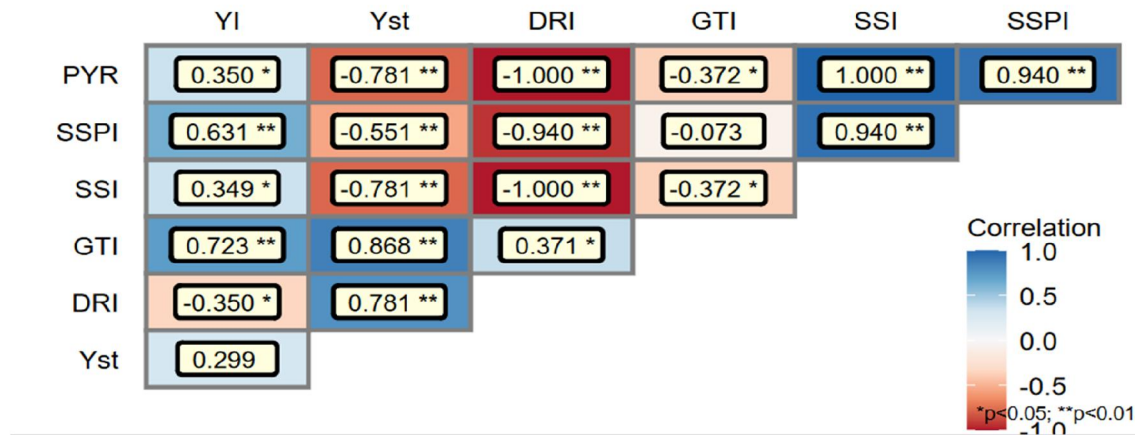 YI Yst DRI GTI SSI SSPI
PYR 0.350 * -0.781 ** -1.000 ** -0.372 * 1.000 ** 0.940 **
SSPI 0.631 ** -0.551 ** -0.940 ** -0.073 0.940 **
SSI 0.349 * -0.781 ** -1.000 ** -0.372 *
GTI 0.723 ** 0.868 ** 0.371 *
DRI -0.350 * 0.781 **
Yst 0.299
Correlation
1.0
0.5
0.0
-0.5
*p<0.05; **p<0.01
-1.0